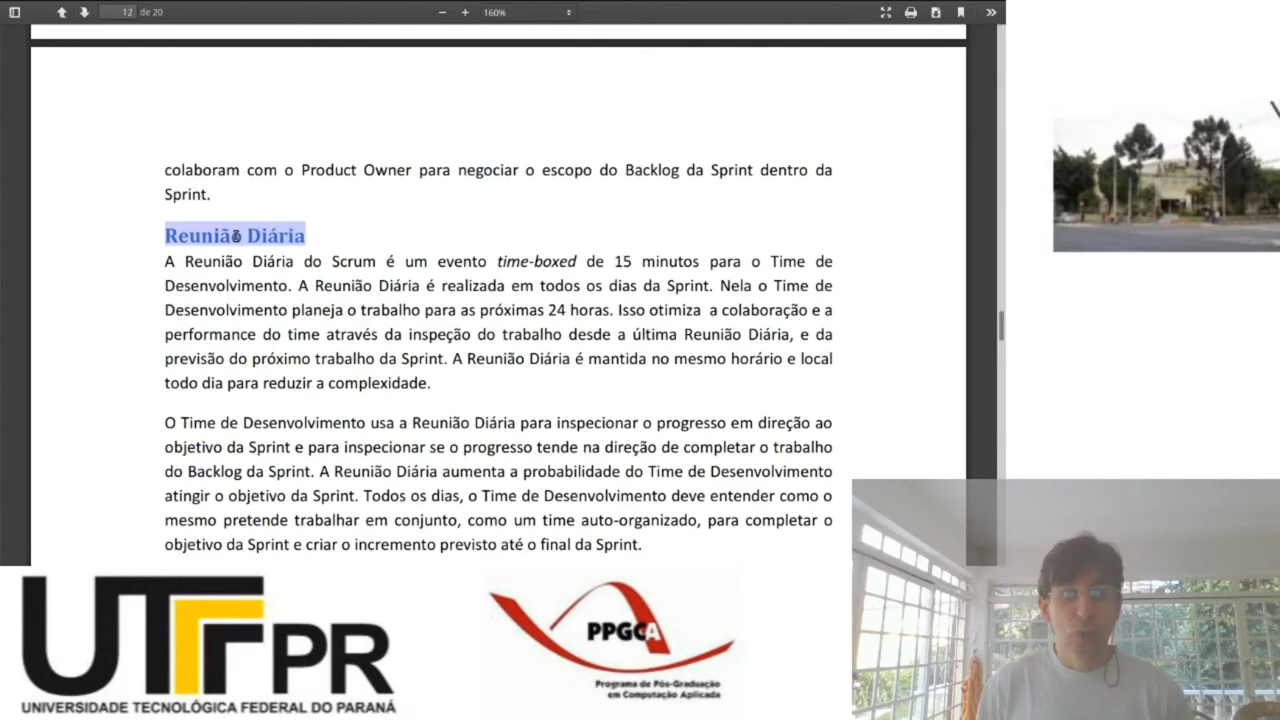 12 de 20
160%
colaboram com o Product Owner para negociar o escopo do Backlog da Sprint dentro da
Sprint.
Reunião Diária
A Reunião Diária do Scrum é um evento time-boxed de 15 minutos para o Time de
Desenvolvimento. A Reunião Diária é realizada em todos os dias da Sprint. Nela o Time de
Desenvolvimento planeja o trabalho para as próximas 24 horas. Isso otimiza a colaboração e a
performance do time através da inspeção do trabalho desde a última Reunião Diária, e da
previsão do próximo trabalho da Sprint. A Reunião Diária é mantida no mesmo horário e local
todo dia para reduzir a complexidade.
O Time de Desenvolvimento usa a Reunião Diária para inspecionar o progresso em direção ao
objetivo da Sprint e para inspecionar se o progresso tende na direção de completar o trabalho
do Backlog da Sprint. A Reunião Diária aumenta a probabilidade do Time de Desenvolvimento
atingir o objetivo da Sprint. Todos os dias, o Time de Desenvolvimento deve entender como o
mesmo pretende trabalhar em conjunto, como um time auto-organizado, para completar o
objetivo da Sprint e criar o incremento previsto até o final da Sprint.
UTFPR
UNIVERSIDADE TECNOLÓGICA FEDERAL DO PARANÁ
PPGCA
Programa de Pós-Graduação
em Computação Aplicada